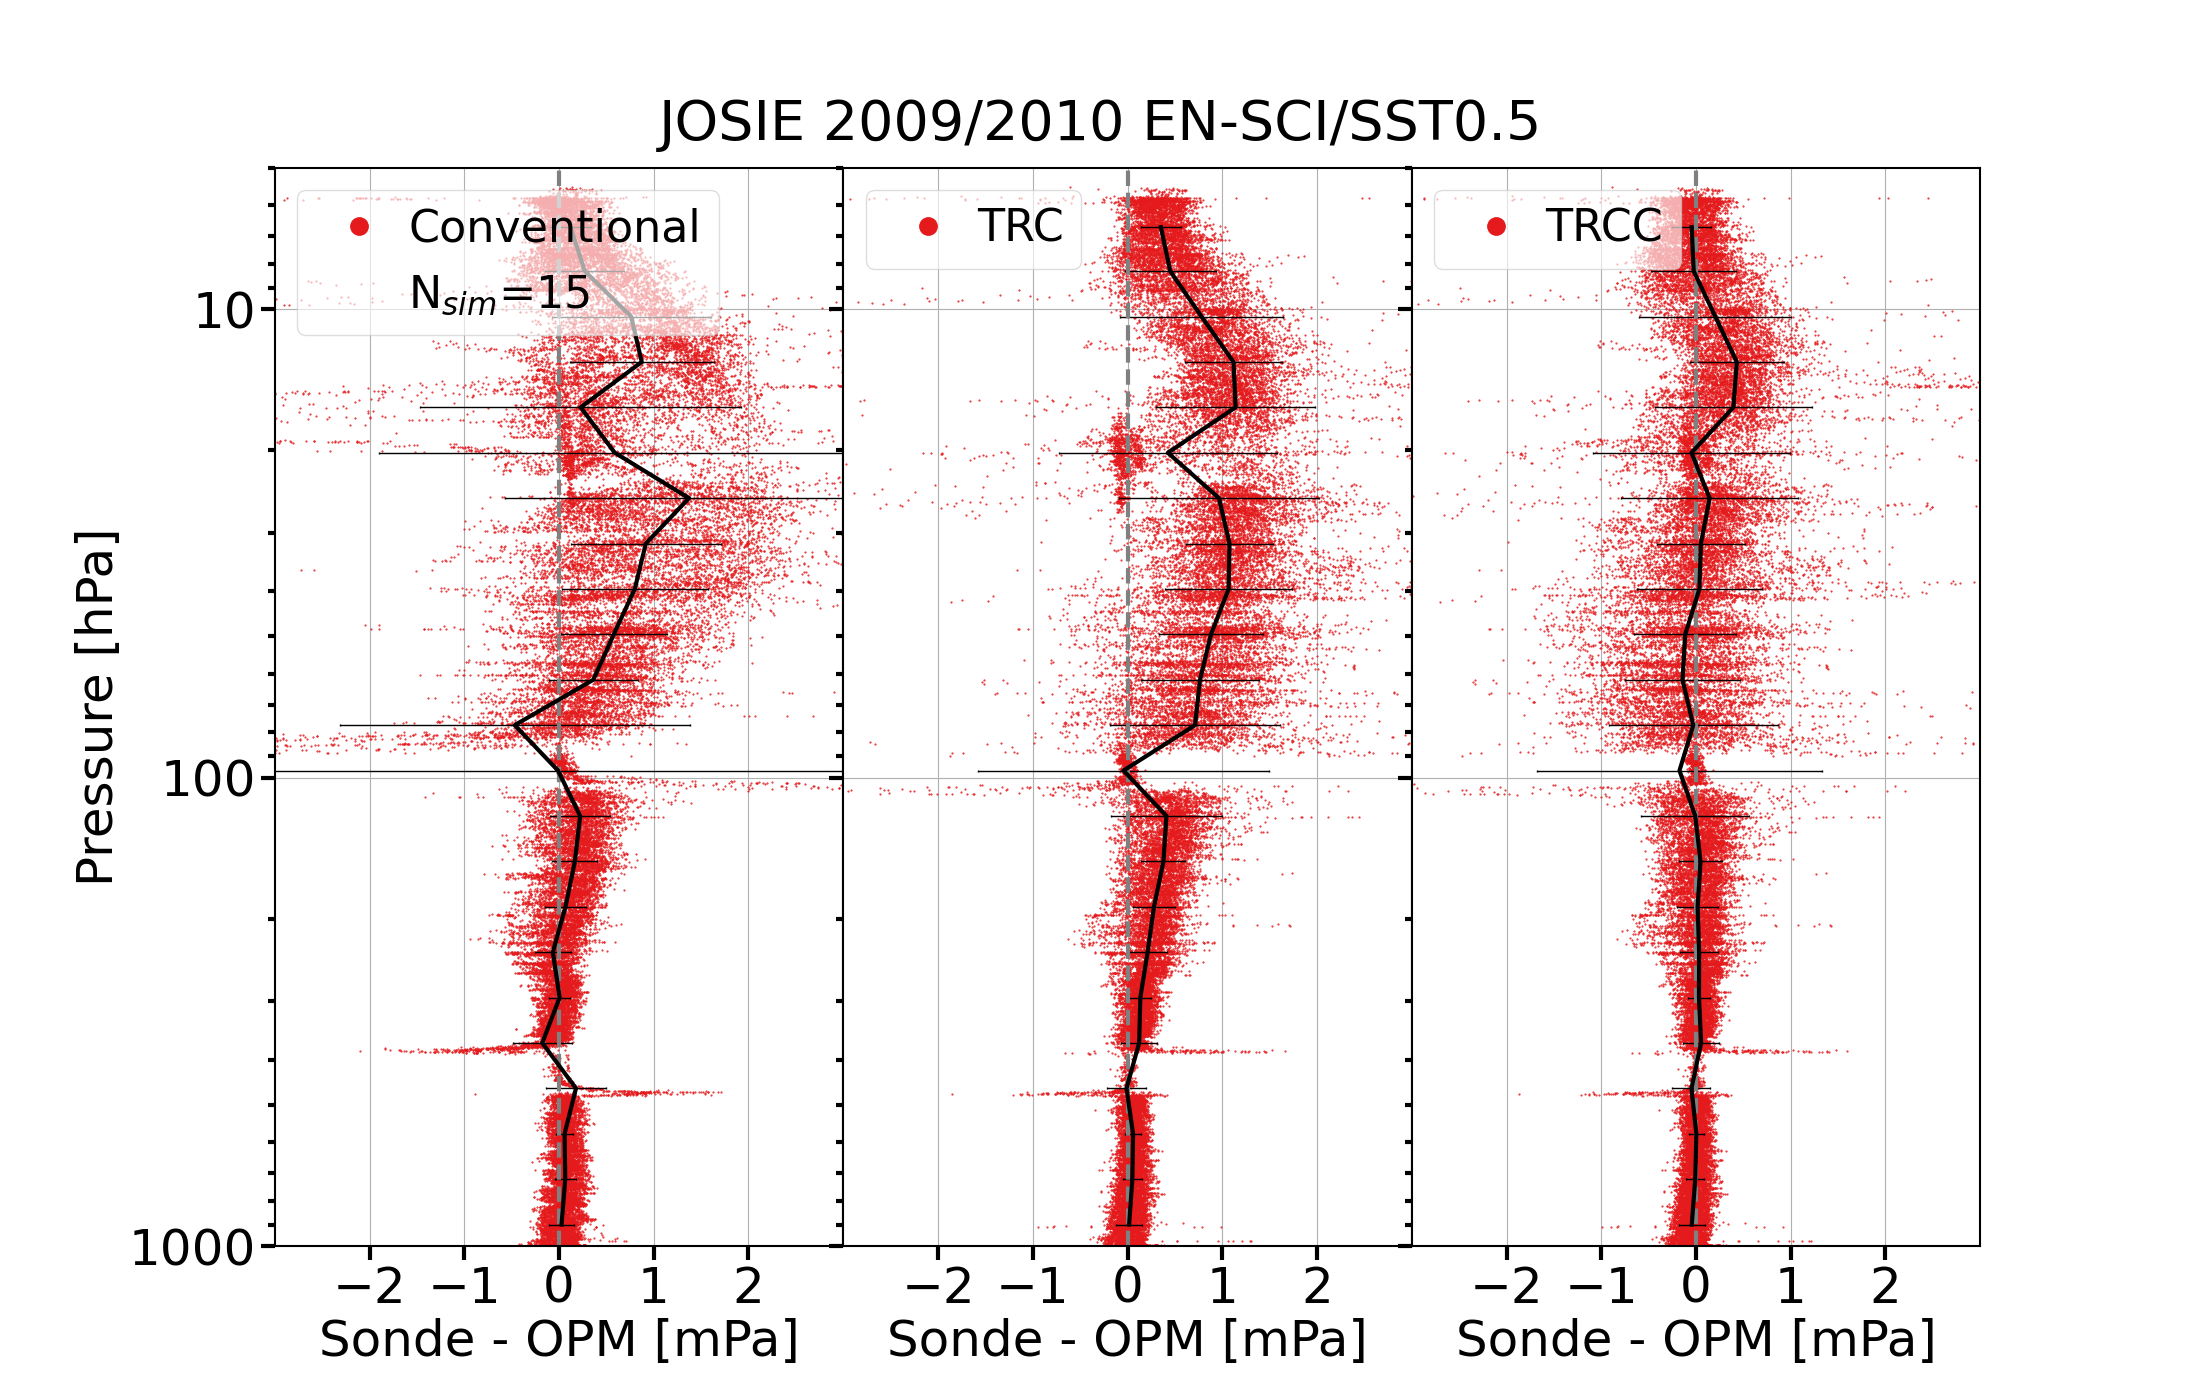 JOSIE 2009/2010 EN-SCI/SST0.5
Conventional
N_sim=15
TRC
TRCC
Pressure [hPa]
10
100
1000
−2 −1 0 1 2
−2 −1 0 1 2
−2 −1 0 1 2
Sonde - OPM [mPa]
Sonde - OPM [mPa]
Sonde - OPM [mPa]